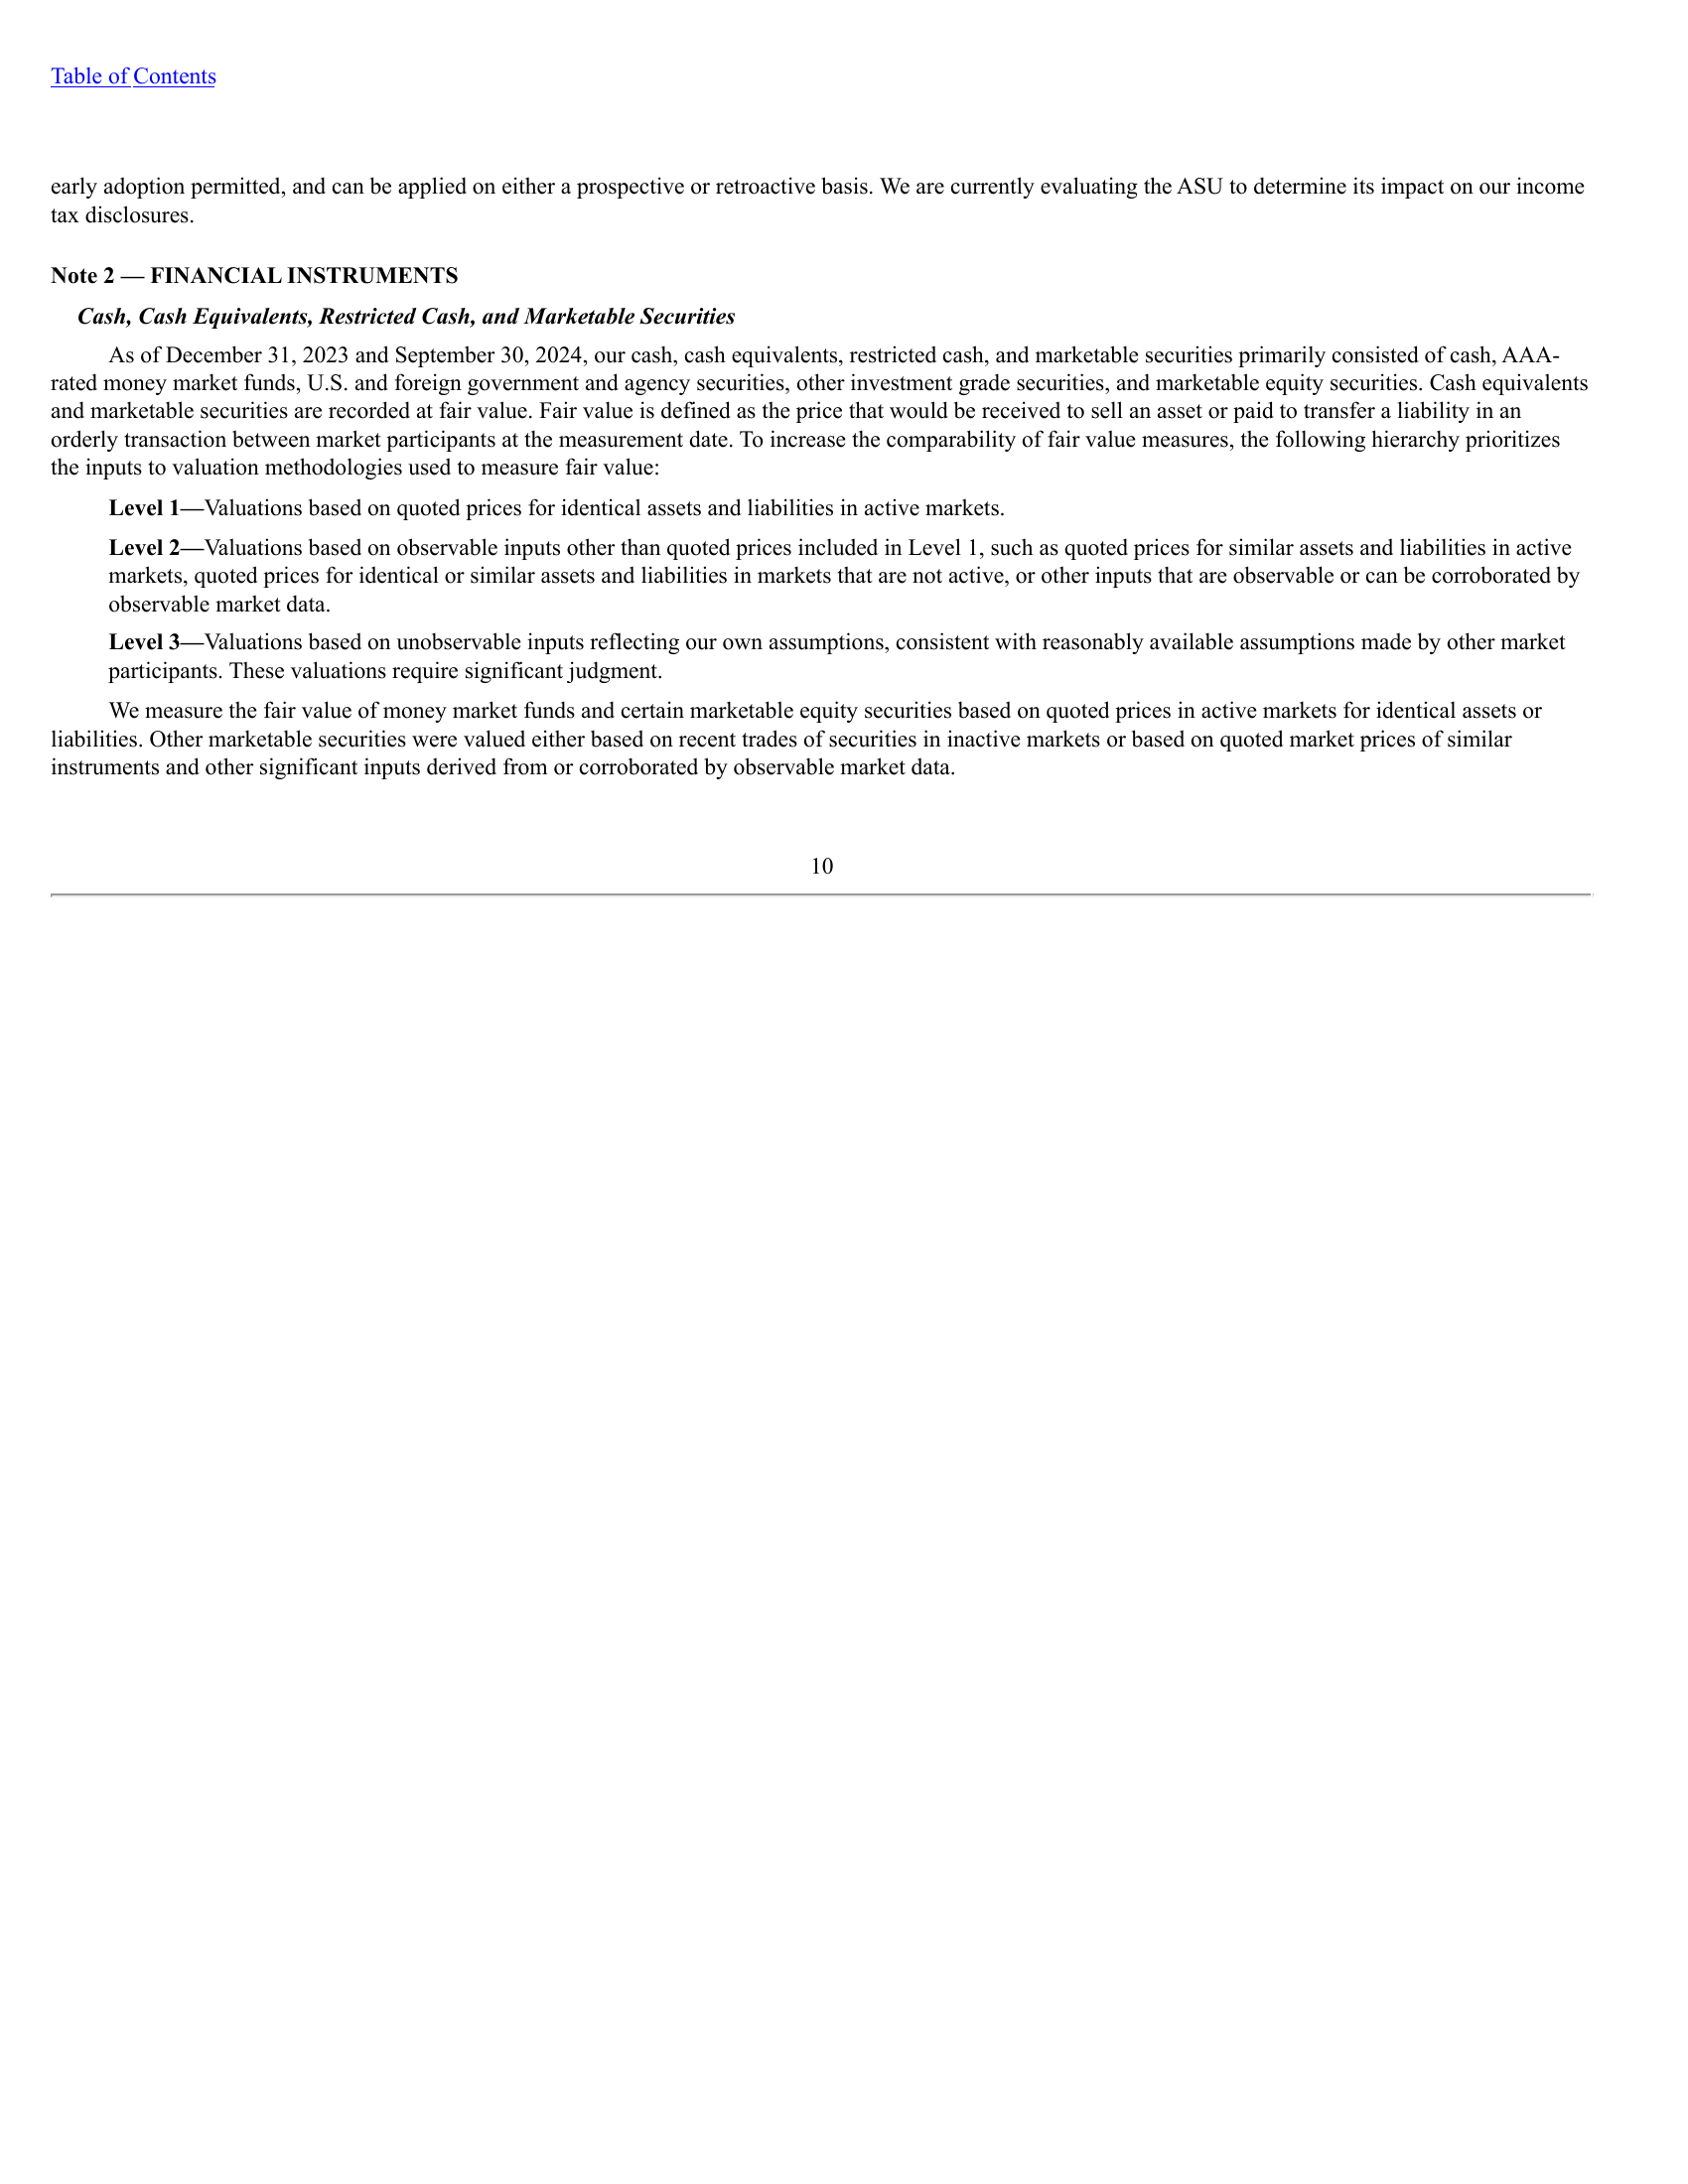 Table of Contents
early adoption permitted, and can be applied on either a prospective or retroactive basis. We are currently evaluating the ASU to determine its impact on our income
tax disclosures.
Note 2 — FINANCIAL INSTRUMENTS
Cash, Cash Equivalents, Restricted Cash, and Marketable Securities
As of December 31, 2023 and September 30, 2024, our cash, cash equivalents, restricted cash, and marketable securities primarily consisted of cash, AAA-
rated money market funds, U.S. and foreign government and agency securities, other investment grade securities, and marketable equity securities. Cash equivalents
and marketable securities are recorded at fair value. Fair value is defined as the price that would be received to sell an asset or paid to transfer a liability in an
orderly transaction between market participants at the measurement date. To increase the comparability of fair value measures, the following hierarchy prioritizes
the inputs to valuation methodologies used to measure fair value:
Level 1—Valuations based on quoted prices for identical assets and liabilities in active markets.
Level 2—Valuations based on observable inputs other than quoted prices included in Level 1, such as quoted prices for similar assets and liabilities in active
markets, quoted prices for identical or similar assets and liabilities in markets that are not active, or other inputs that are observable or can be corroborated by
observable market data.
Level 3—Valuations based on unobservable inputs reflecting our own assumptions, consistent with reasonably available assumptions made by other market
participants. These valuations require significant judgment.
We measure the fair value of money market funds and certain marketable equity securities based on quoted prices in active markets for identical assets or
liabilities. Other marketable securities were valued either based on recent trades of securities in inactive markets or based on quoted market prices of similar
instruments and other significant inputs derived from or corroborated by observable market data.
10